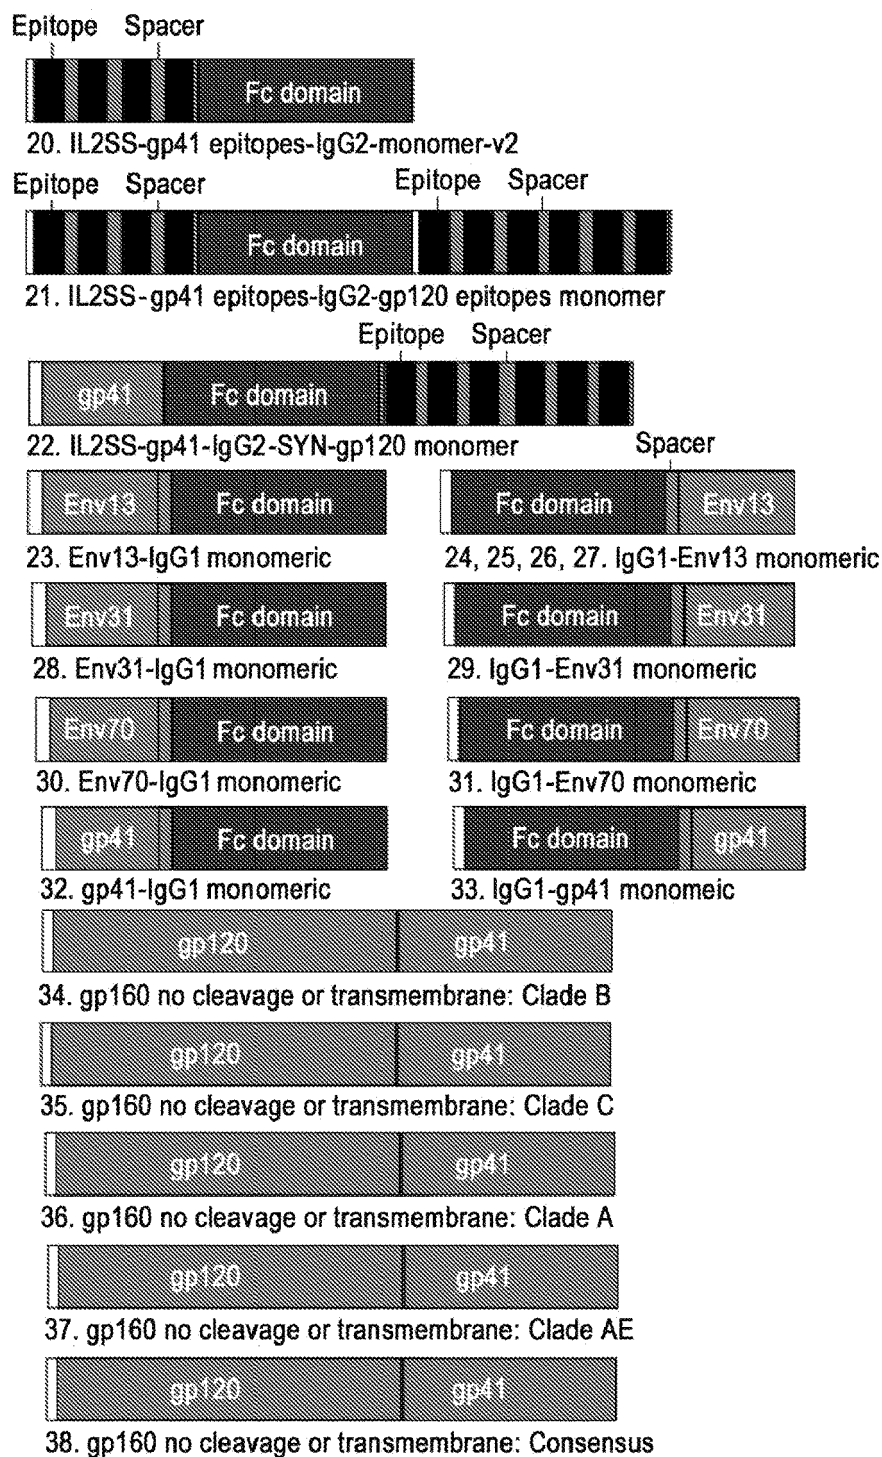 Epitope Spacer
Fc domain
20. IL2SS-gp41 epitopes-IgG2-monomer-v2
Epitope Spacer Epitope Spacer
Fc domain
21. IL2SS-gp41 epitopes-IgG2-gp120 epitopes monomer
Epitope Spacer
gp41 Fc domain
22. IL2SS-gp41-IgG2-SYN-gp120 monomer
Spacer
Env13 Fc domain Fc domain Env13
23. Env13-IgG1 monomeric 24, 25, 26, 27. IgG1-Env13 monomeric
Env31 Fc domain Fc domain Env31
28. Env31-IgG1 monomeric 29. IgG1-Env31 monomeric
Env70 Fc domain Fc domain Env70
30. Env70-IgG1 monomeric 31. IgG1-Env70 monomeric
gp41 Fc domain Fc domain gp41
32. gp41-IgG1 monomeric 33. IgG1-gp41 monomeic
gp120 gp41
34. gp160 no cleavage or transmembrane: Clade B
gp120 gp41
35. gp160 no cleavage or transmembrane: Clade C
gp120 gp41
36. gp160 no cleavage or transmembrane: Clade A
gp120 gp41
37. gp160 no cleavage or transmembrane: Clade AE
gp120 gp41
38. gp160 no cleavage or transmembrane: Consensus